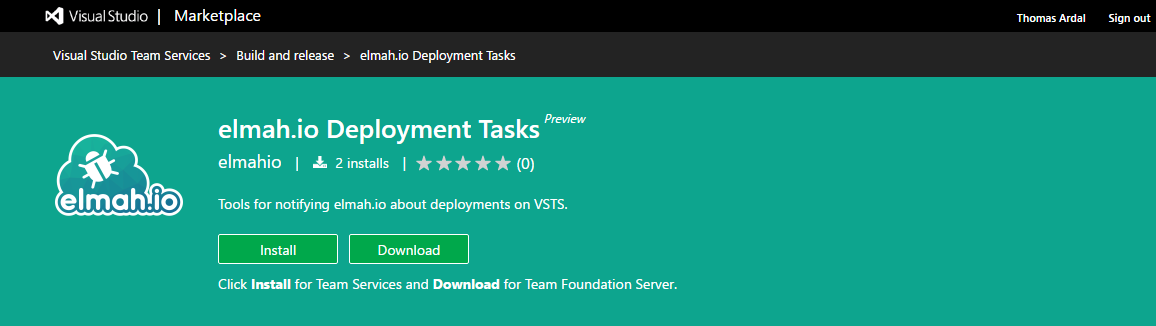 Visual Studio | Marketplace
Thomas Ardal Sign out
Visual Studio Team Services > Build and release > elmah.io Deployment Tasks
elmah.io Deployment Tasks Preview
elmahio | 2 installs | (0)
elmah.io
Tools for notifying elmah.io about deployments on VSTS.
Install Download
Click Install for Team Services and Download for Team Foundation Server.